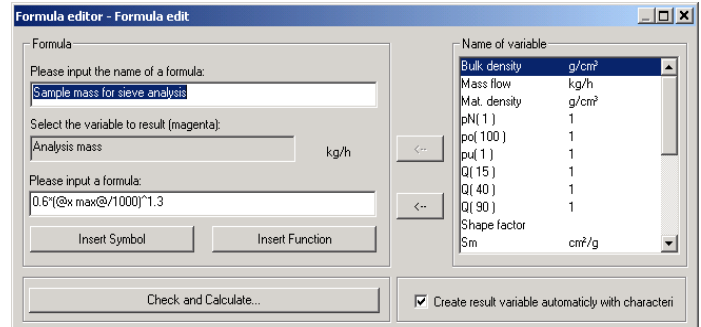 Formula editor - Formula edit
Formula
Please input the name of a formula:
Sample mass for sieve analysis
Select the variable to result (magenta):
Analysis mass
kg/h
Please input a formula:
0.6*(@x max@/1000)^1.3
Insert Symbol
Insert Function
Check and Calculate...
<--
<--
Name of variable
Bulk density g/cm³
Mass flow kg/h
Mat. density g/cm³
pN( 1 ) 1
po( 100 ) 1
pu( 1 ) 1
Q( 15 ) 1
Q( 40 ) 1
Q( 90 ) 1
Shape factor
Sm cm²/g
Create result variable automaticly with characteri